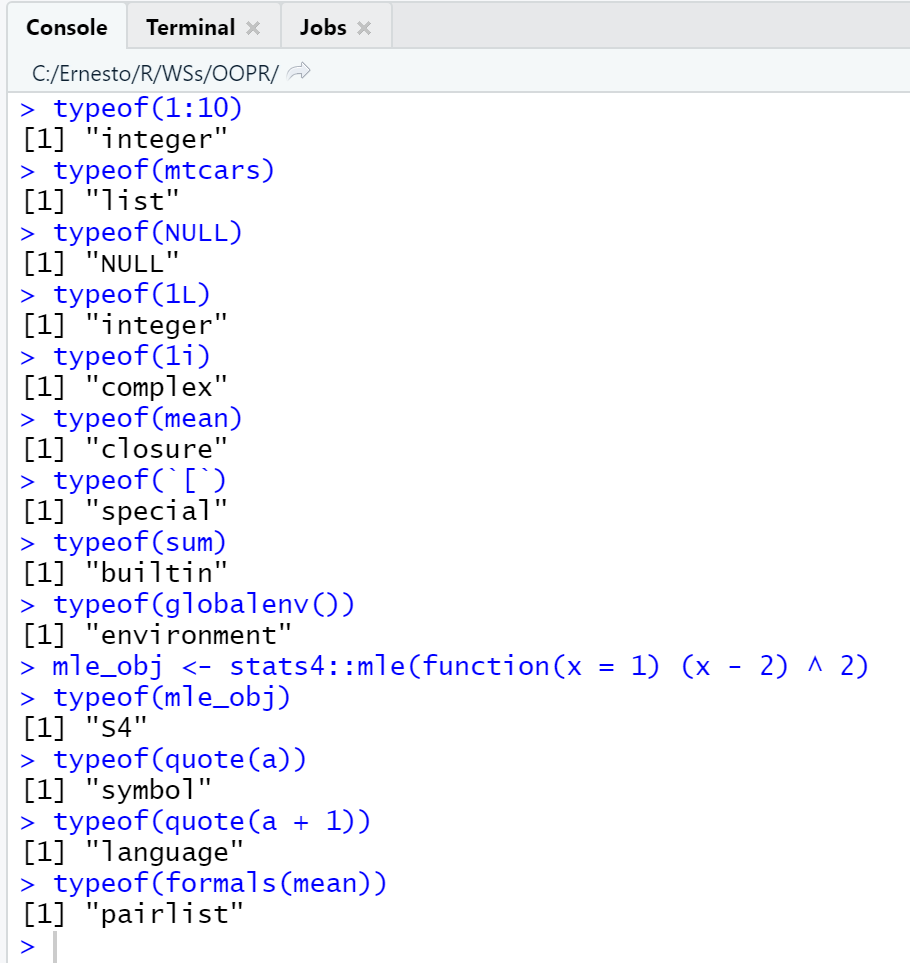 Console Terminal × Jobs ×
C:/Ernesto/R/WSs/OOPR/
> typeof(1:10)
[1] "integer"
> typeof(mtcars)
[1] "list"
> typeof(NULL)
[1] "NULL"
> typeof(1L)
[1] "integer"
> typeof(1i)
[1] "complex"
> typeof(mean)
[1] "closure"
> typeof(`[`)
[1] "special"
> typeof(sum)
[1] "builtin"
> typeof(globalenv())
[1] "environment"
> mle_obj <- stats4::mle(function(x = 1) (x - 2) ^ 2)
> typeof(mle_obj)
[1] "S4"
> typeof(quote(a))
[1] "symbol"
> typeof(quote(a + 1))
[1] "language"
> typeof(formals(mean))
[1] "pairlist"
>